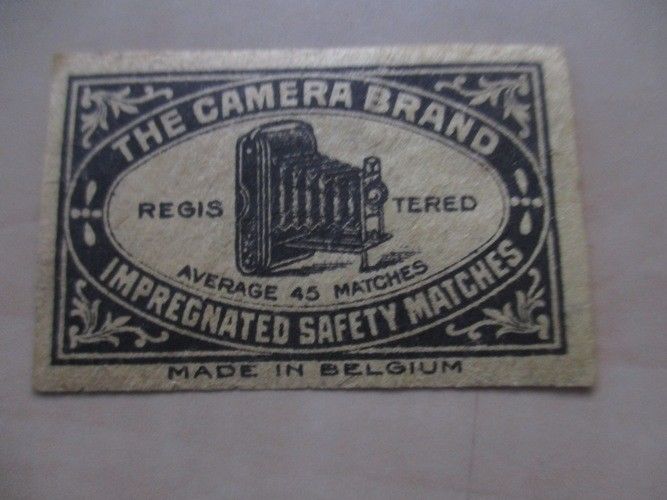 THE CAMERA BRAND
REGIS TERED
AVERAGE 45 MATCHES
IMPREGNATED SAFETY MATCHES
MADE IN BELGIUM